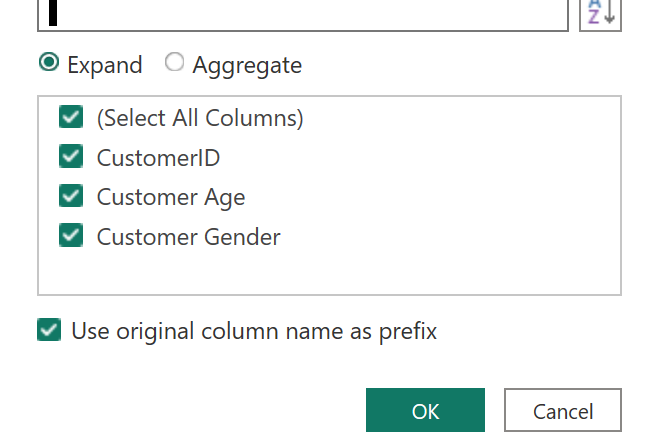 A
Z
Expand Aggregate
(Select All Columns)
CustomerID
Customer Age
Customer Gender
Use original column name as prefix
OK Cancel